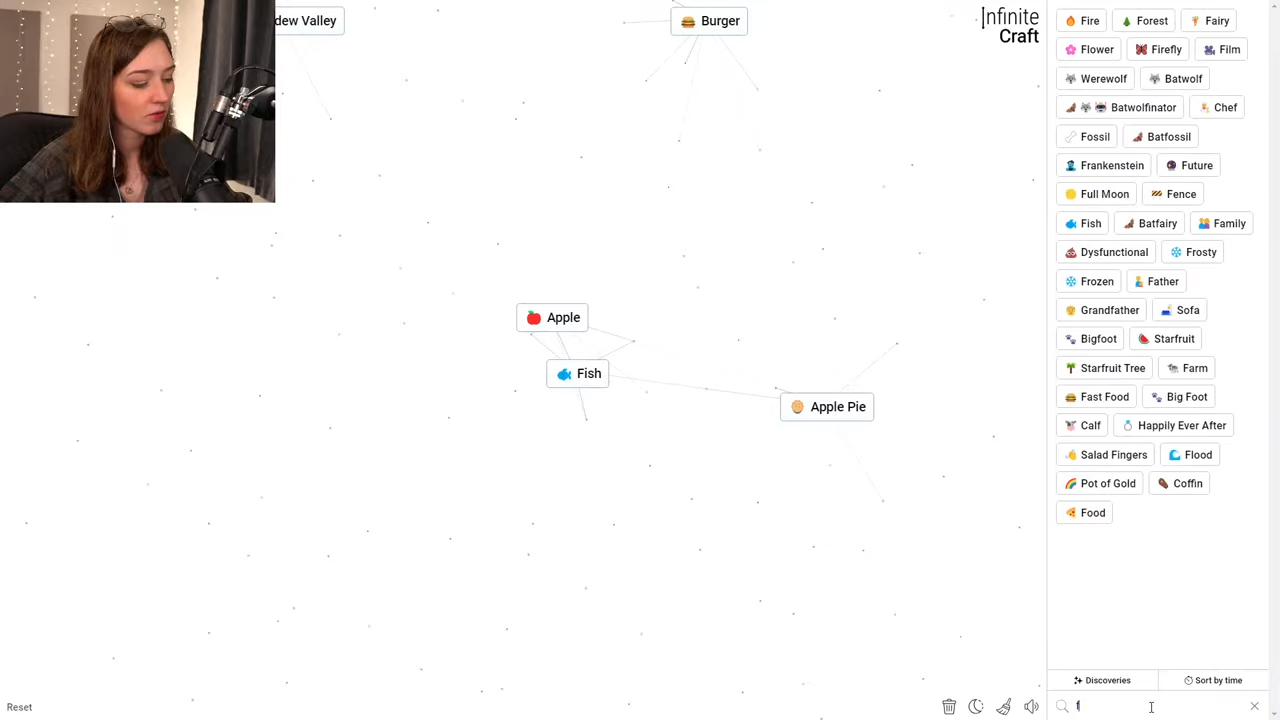 dew Valley
🍔 Burger
Infinite
Craft
🔥 Fire 🌲 Forest 🧚 Fairy
🌸 Flower Firefly 🎥 Film
🐺 Werewolf 🐺 Batwolf
Batwolfinator Chef
🦴 Fossil Batfossil
Frankenstein 🔮 Future
🌕 Full Moon 🚧 Fence
🐟 Fish Batfairy Family
💩 Dysfunctional ❄️ Frosty
❄️ Frozen Father
Grandfather 🛋️ Sofa
🐾 Bigfoot 🍉 Starfruit
🌴 Starfruit Tree 🐄 Farm
🍔 Fast Food 🐾 Big Foot
🐮 Calf 💍 Happily Ever After
Salad Fingers 🌊 Flood
🌈 Pot of Gold ⚰️ Coffin
🍕 Food
🍎 Apple
🐟 Fish
Apple Pie
Discoveries Sort by time
f
Reset